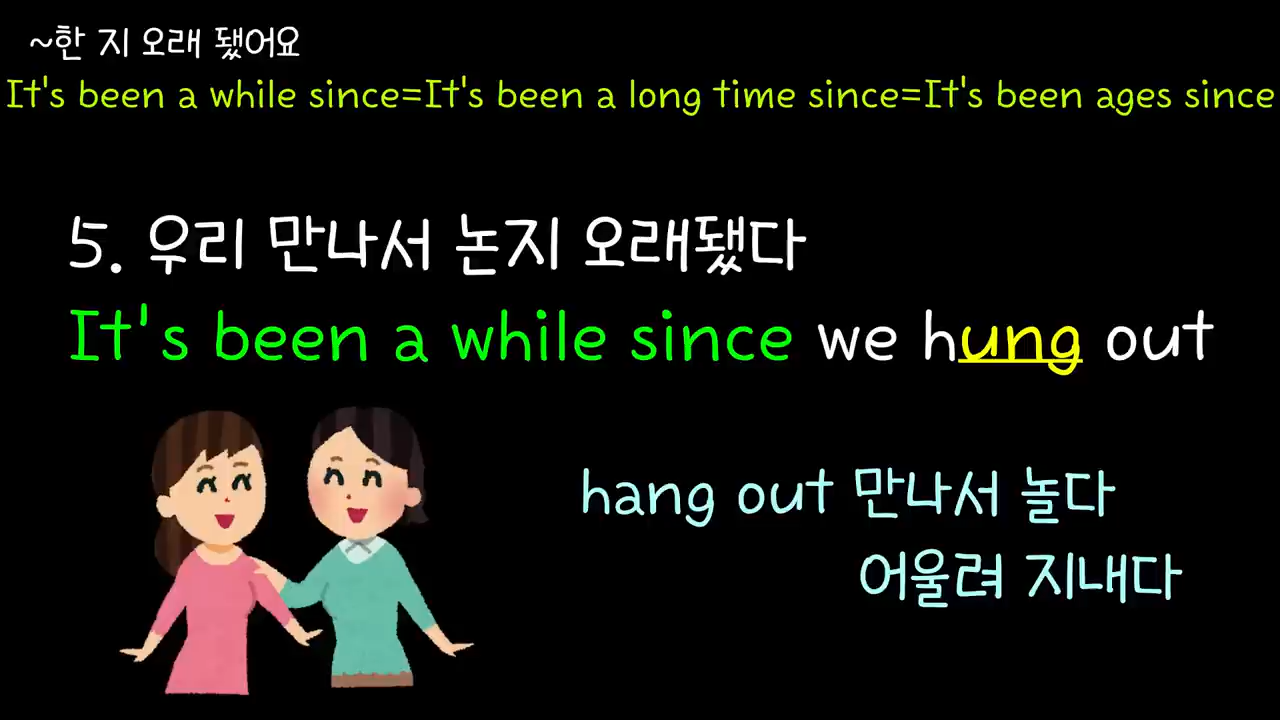 ~한 지 오래 됐어요
It's been a while since=It's been a long time since=It's been ages since
5. 우리 만나서 논지 오래됐다
It's been a while since we hung out
hang out 만나서 놀다
어울려 지내다